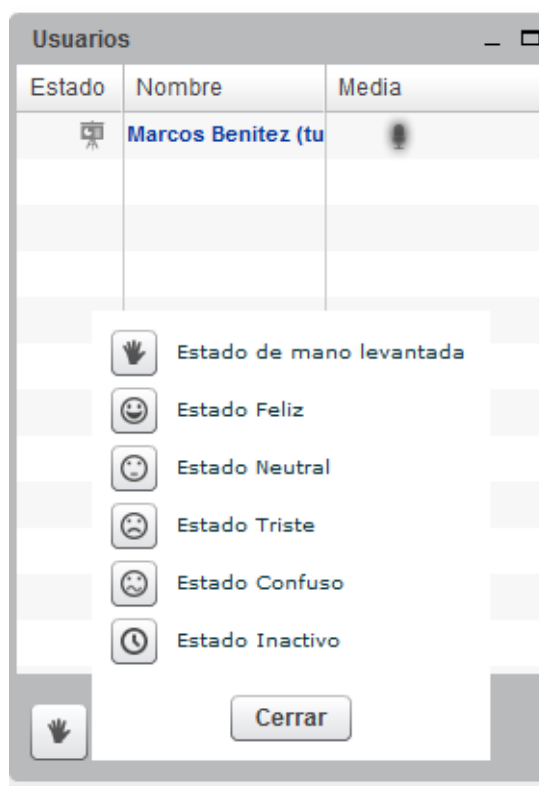 Usuarios
Estado Nombre Media
Marcos Benitez (tu
Estado de mano levantada
Estado Feliz
Estado Neutral
Estado Triste
Estado Confuso
Estado Inactivo
Cerrar